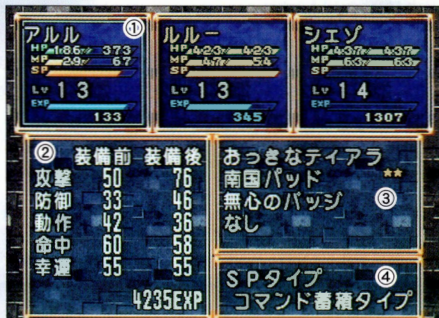 アルル ①
HP 186/ 373
MP 29/ 67
SP
Lv 13
EXP
133
ルルー
HP 423/ 423
MP 47/ 54
SP
Lv 13
EXP
345
シェゾ
HP 437/ 437
MP 63/ 63
SP
Lv 14
EXP
1307
② 装備前 装備後
攻撃 50 76
防御 33 46
動作 42 36
命中 60 58
幸運 55 55
4235EXP
おっきなティアラ
南国パッド **
無心のバッジ ③
なし
SPタイプ ④
コマンド蓄積タイプ